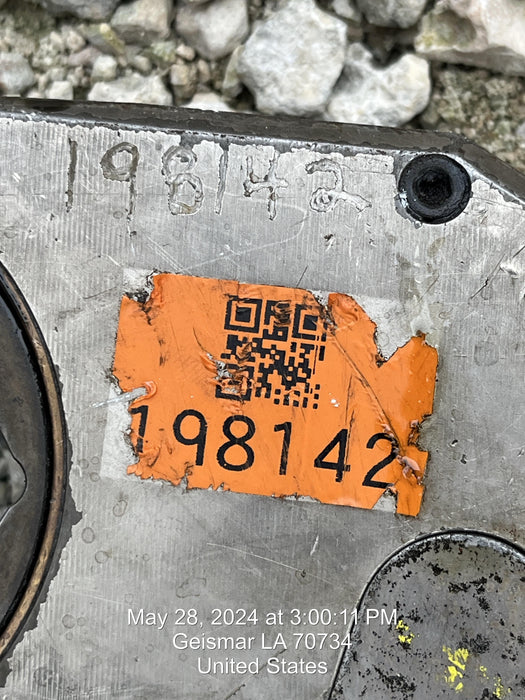 198142
198142
May 28, 2024 at 3:00:11 PM
Geismar LA 70734
United States